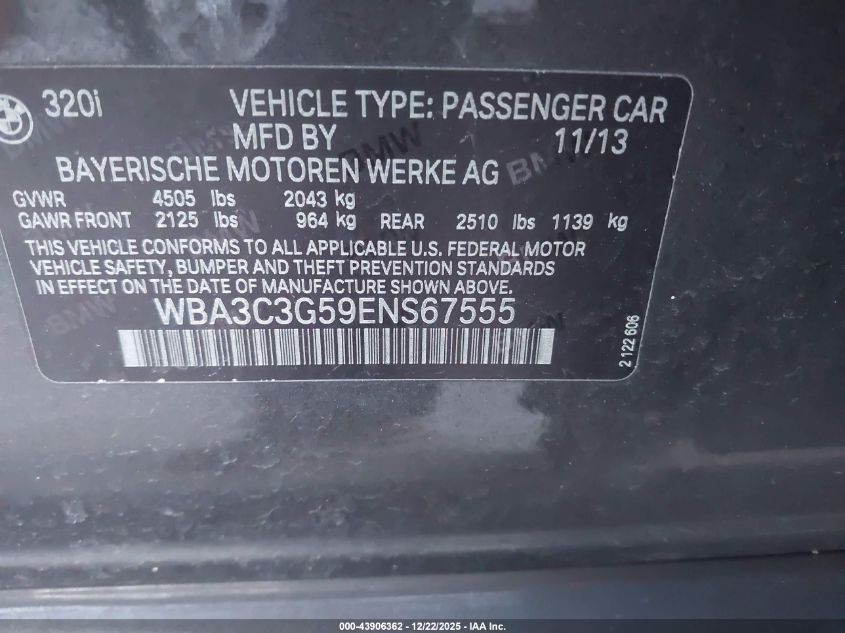 320i VEHICLE TYPE: PASSENGER CAR
MFD BY 11/13
BAYERISCHE MOTOREN WERKE AG
GVWR 4505 lbs 2043 kg
GAWR FRONT 2125 lbs 964 kg REAR 2510 lbs 1139 kg
THIS VEHICLE CONFORMS TO ALL APPLICABLE U.S. FEDERAL MOTOR
VEHICLE SAFETY, BUMPER AND THEFT PREVENTION STANDARDS
IN EFFECT ON THE DATE OF MANUFACTURE SHOWN ABOVE.
WBA3C3G59ENS67555
2 122 606
000-43906362 - 12/22/2025 - IAA Inc.